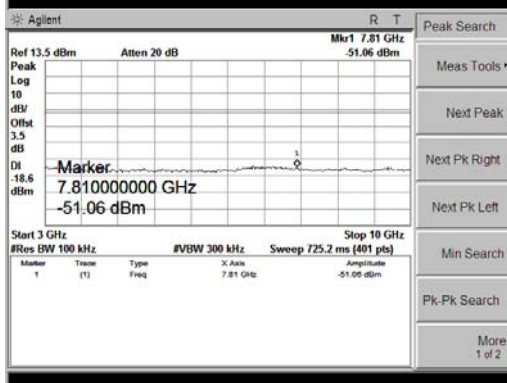 Agilent R T
Peak Search
Mkr1 7.81 GHz
Ref 13.5 dBm Atten 20 dB -51.06 dBm
Peak
Log
10
dB/
Offst
3.5
dB
DI
-18.6
dBm
1
Marker
7.810000000 GHz
-51.06 dBm
Start 3 GHz Stop 10 GHz
#Res BW 100 kHz #VBW 300 kHz Sweep 725.2 ms (401 pts)
Marker Trace Type X Axis Amplitude
1 (1) Freq 7.81 GHz -51.06 dBm
Meas Tools
Next Peak
Next Pk Right
Next Pk Left
Min Search
Pk-Pk Search
More
1 of 2